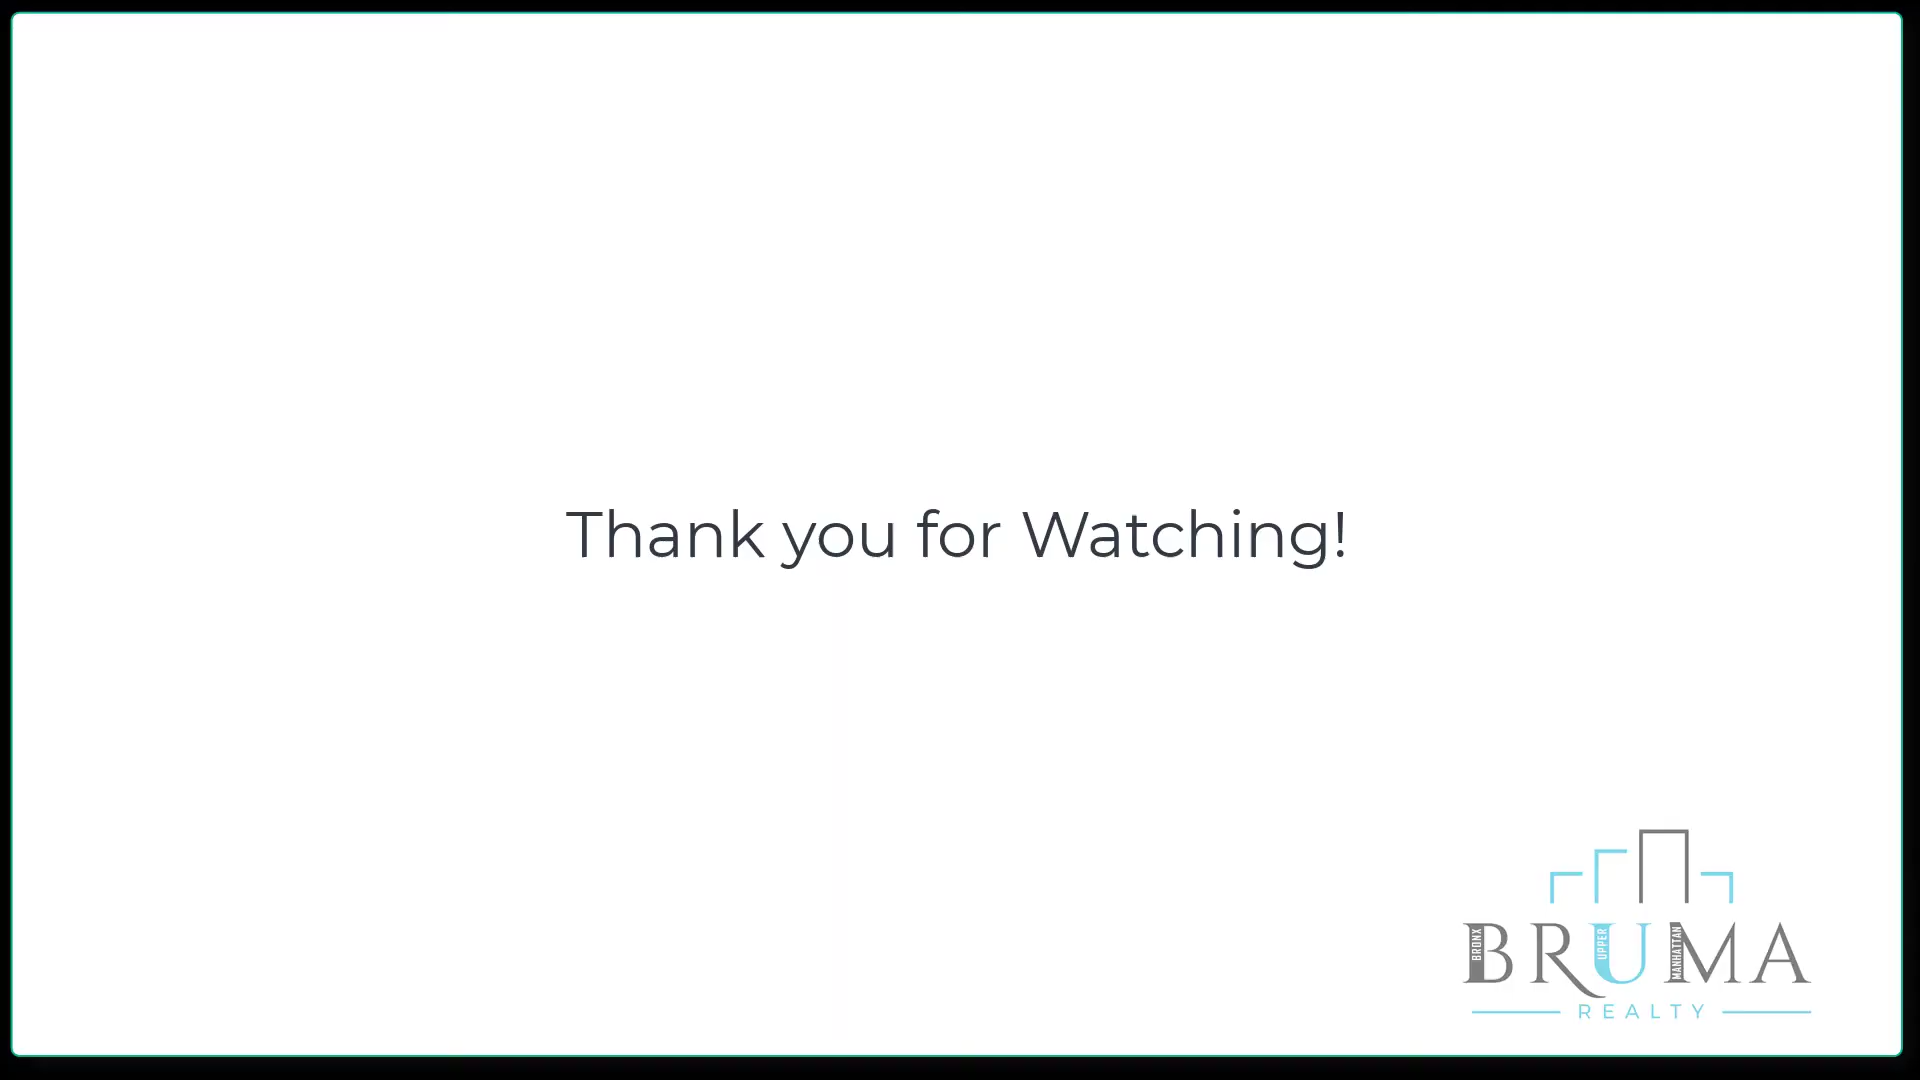 Thank you for Watching!
BRONX
UPPER
MANHATTAN
BRUMA
REALTY